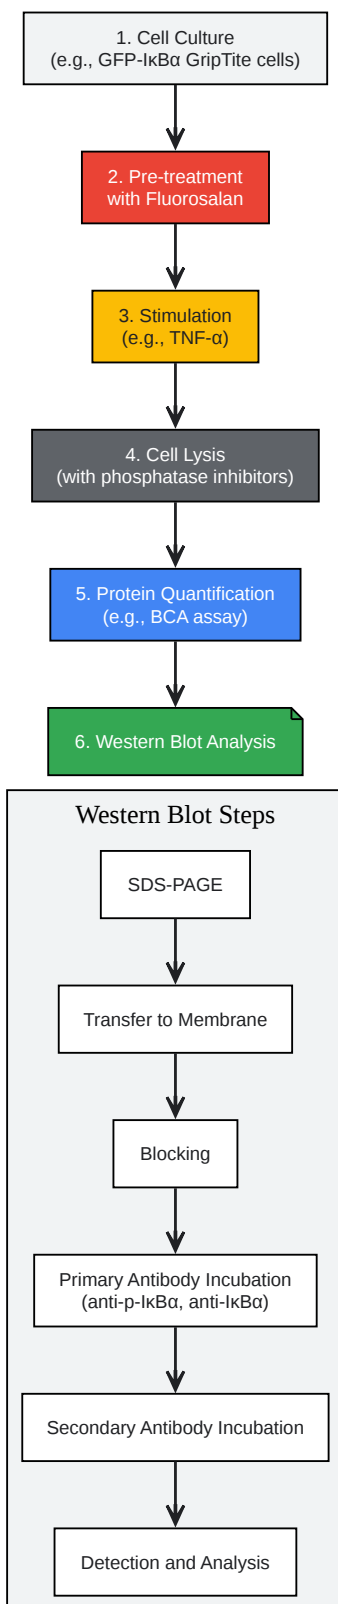 1. Cell Culture
(e.g., GFP-IκBα GripTite cells)
2. Pre-treatment
with Fluorosalan
3. Stimulation
(e.g., TNF-α)
4. Cell Lysis
(with phosphatase inhibitors)
5. Protein Quantification
(e.g., BCA assay)
6. Western Blot Analysis
Western Blot Steps
SDS-PAGE
Transfer to Membrane
Blocking
Primary Antibody Incubation
(anti-p-IκBα, anti-IκBα)
Secondary Antibody Incubation
Detection and Analysis